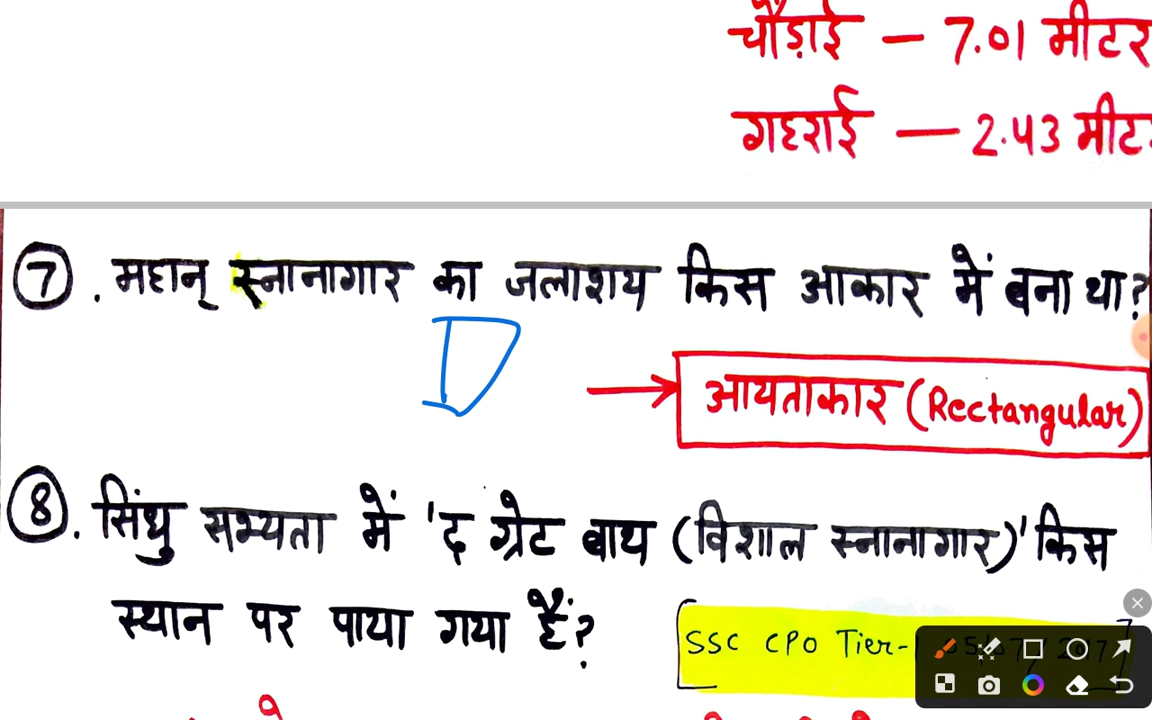 चौड़ाई — 7.01 मीटर
गहराई — 2.43 मीट
7. महान् स्नानागार का जलाशय किस आकार में बना था?
D
→ आयताकार (Rectangular)
8. सिंधु सभ्यता में 'द ग्रेट बाथ (विशाल स्नानागार)' किस
स्थान पर पाया गया है?
[SSC CPO Tier-